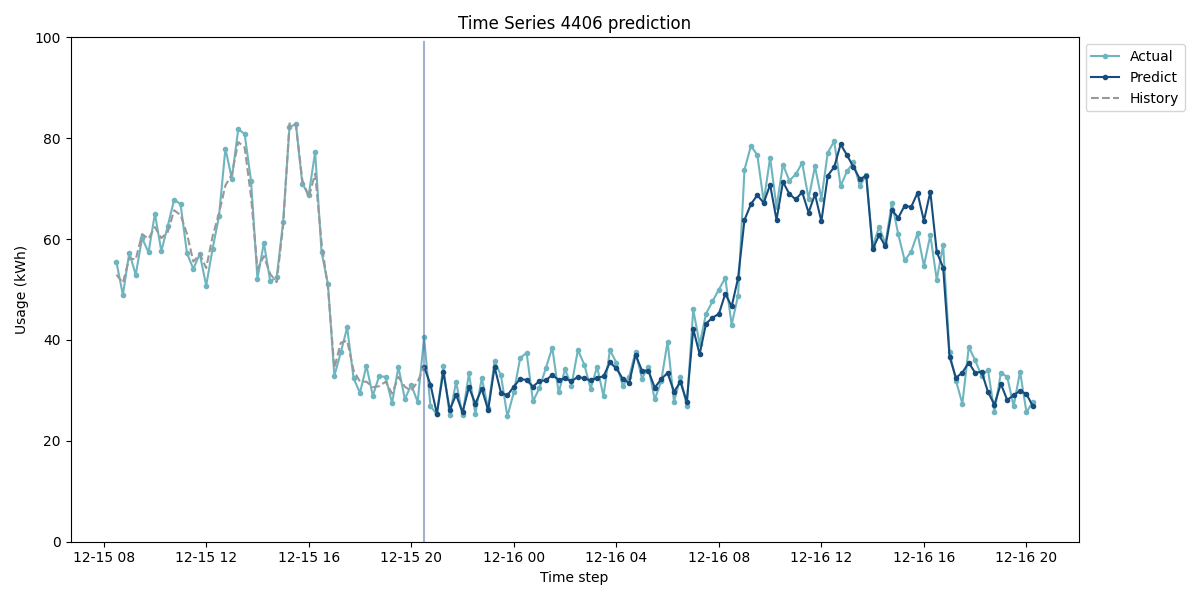 Time Series 4406 prediction
100
80
60
40
20
0
Usage (kWh)
12-15 08
12-15 12
12-15 16
12-15 20
12-16 00
12-16 04
12-16 08
12-16 12
12-16 16
12-16 20
Time step
Actual
Predict
History